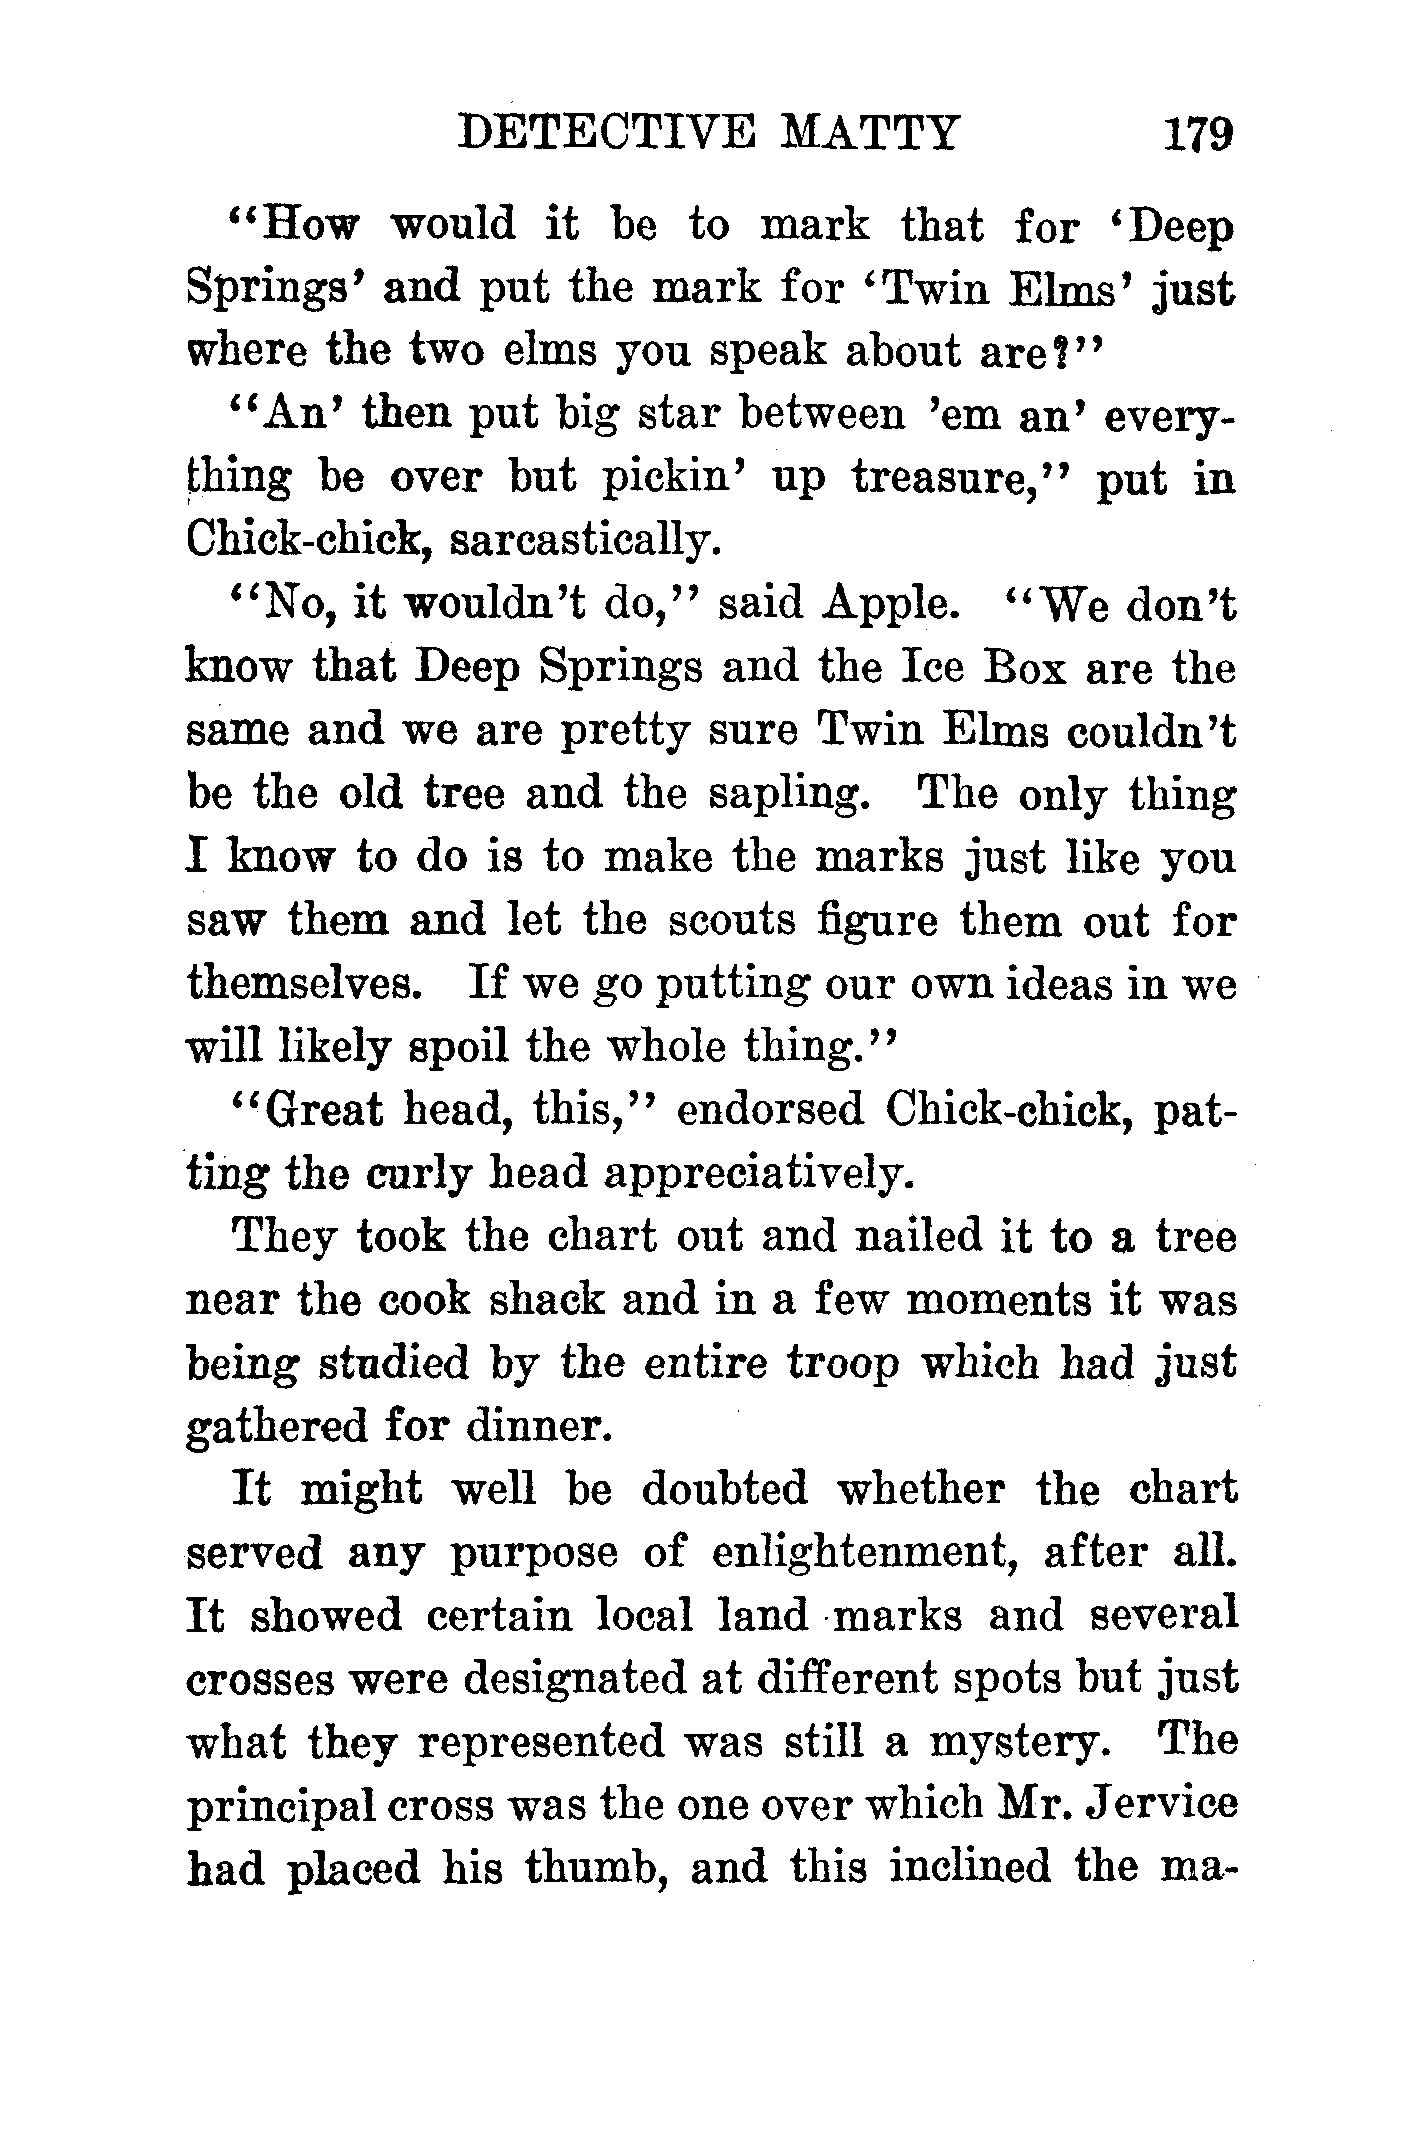 DETECTIVE MATTY 179
“How would it be to mark that for ‘Deep
Springs’ and put the mark for ‘Twin Elms’ just
where the two elms you speak about are?”
“An’ then put big star between ’em an’ every-
thing be over but pickin’ up treasure,” put in
Chick-chick, sarcastically.
“No, it wouldn’t do,” said Apple. “We don’t
know that Deep Springs and the Ice Box are the
same and we are pretty sure Twin Elms couldn’t
be the old tree and the sapling. The only thing
I know to do is to make the marks just like you
saw them and let the scouts figure them out for
themselves. If we go putting our own ideas in we
will likely spoil the whole thing.”
“Great head, this,” endorsed Chick-chick, pat-
ting the curly head appreciatively.
They took the chart out and nailed it to a tree
near the cook shack and in a few moments it was
being studied by the entire troop which had just
gathered for dinner.
It might well be doubted whether the chart
served any purpose of enlightenment, after all.
It showed certain local land marks and several
crosses were designated at different spots but just
what they represented was still a mystery. The
principal cross was the one over which Mr. Jervice
had placed his thumb, and this inclined the ma-